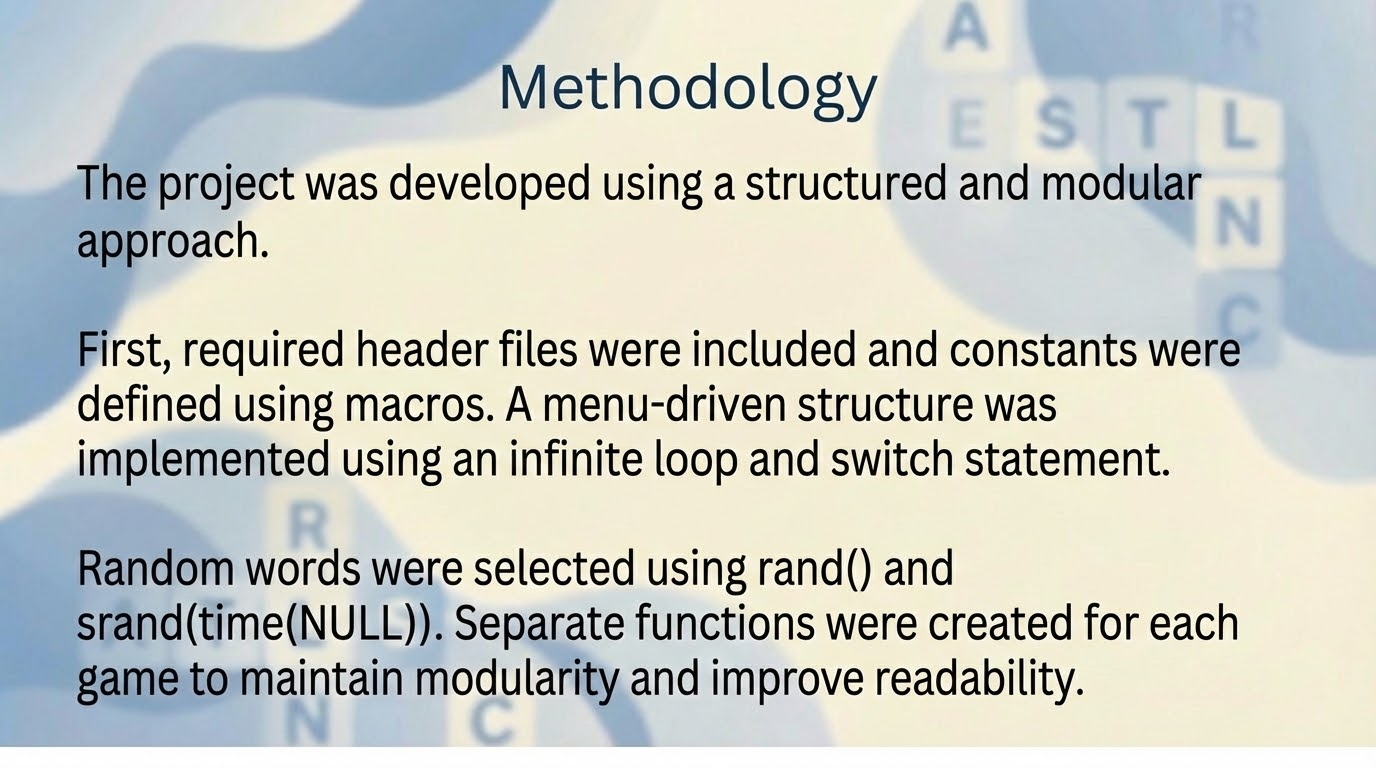 A
R
E S T L
N
C
Methodology
The project was developed using a structured and modular
approach.
First, required header files were included and constants were
defined using macros. A menu-driven structure was
implemented using an infinite loop and switch statement.
R
Random words were selected using rand() and
srand(time(NULL)). Separate functions were created for each
game to maintain modularity and improve readability.
N C